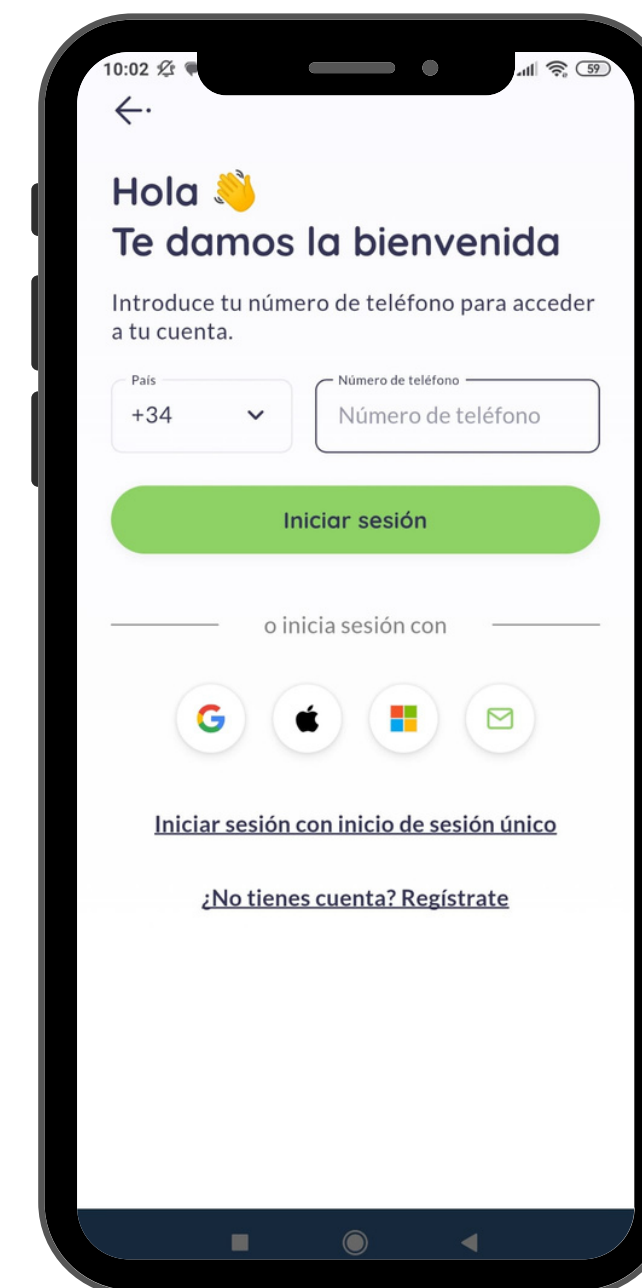 10:02
59
Hola 👋
Te damos la bienvenida
Introduce tu número de teléfono para acceder
a tu cuenta.
País
+34
Número de teléfono
Número de teléfono
Iniciar sesión
o inicia sesión con
Iniciar sesión con inicio de sesión único
¿No tienes cuenta? Regístrate